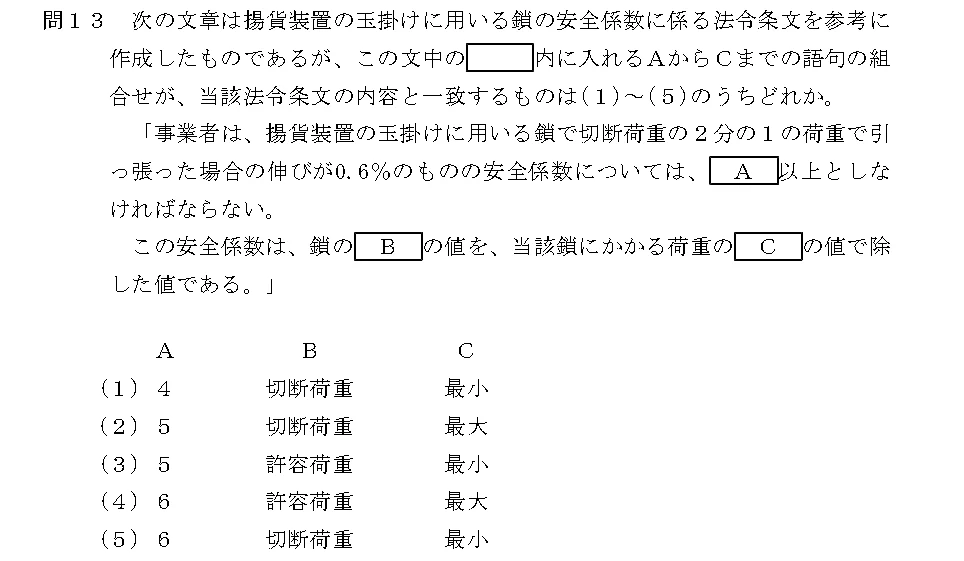 問１３　次の文章は揚貨装置の玉掛けに用いる鎖の安全係数に係る法令条文を参考に
作成したものであるが、この文中の　　　内に入れるＡからＣまでの語句の組
合せが、当該法令条文の内容と一致するものは(１)～(５)のうちどれか。
「事業者は、揚貨装置の玉掛けに用いる鎖で切断荷重の２分の１の荷重で引
っ張った場合の伸びが0.6％のものの安全係数については、　Ａ　以上としな
ければならない。
この安全係数は、鎖の　Ｂ　の値を、当該鎖にかかる荷重の　Ｃ　の値で除
した値である。」
Ａ　Ｂ　Ｃ
(１) ４　切断荷重　最小
(２) ５　切断荷重　最大
(３) ５　許容荷重　最小
(４) ６　許容荷重　最大
(５) ６　切断荷重　最小